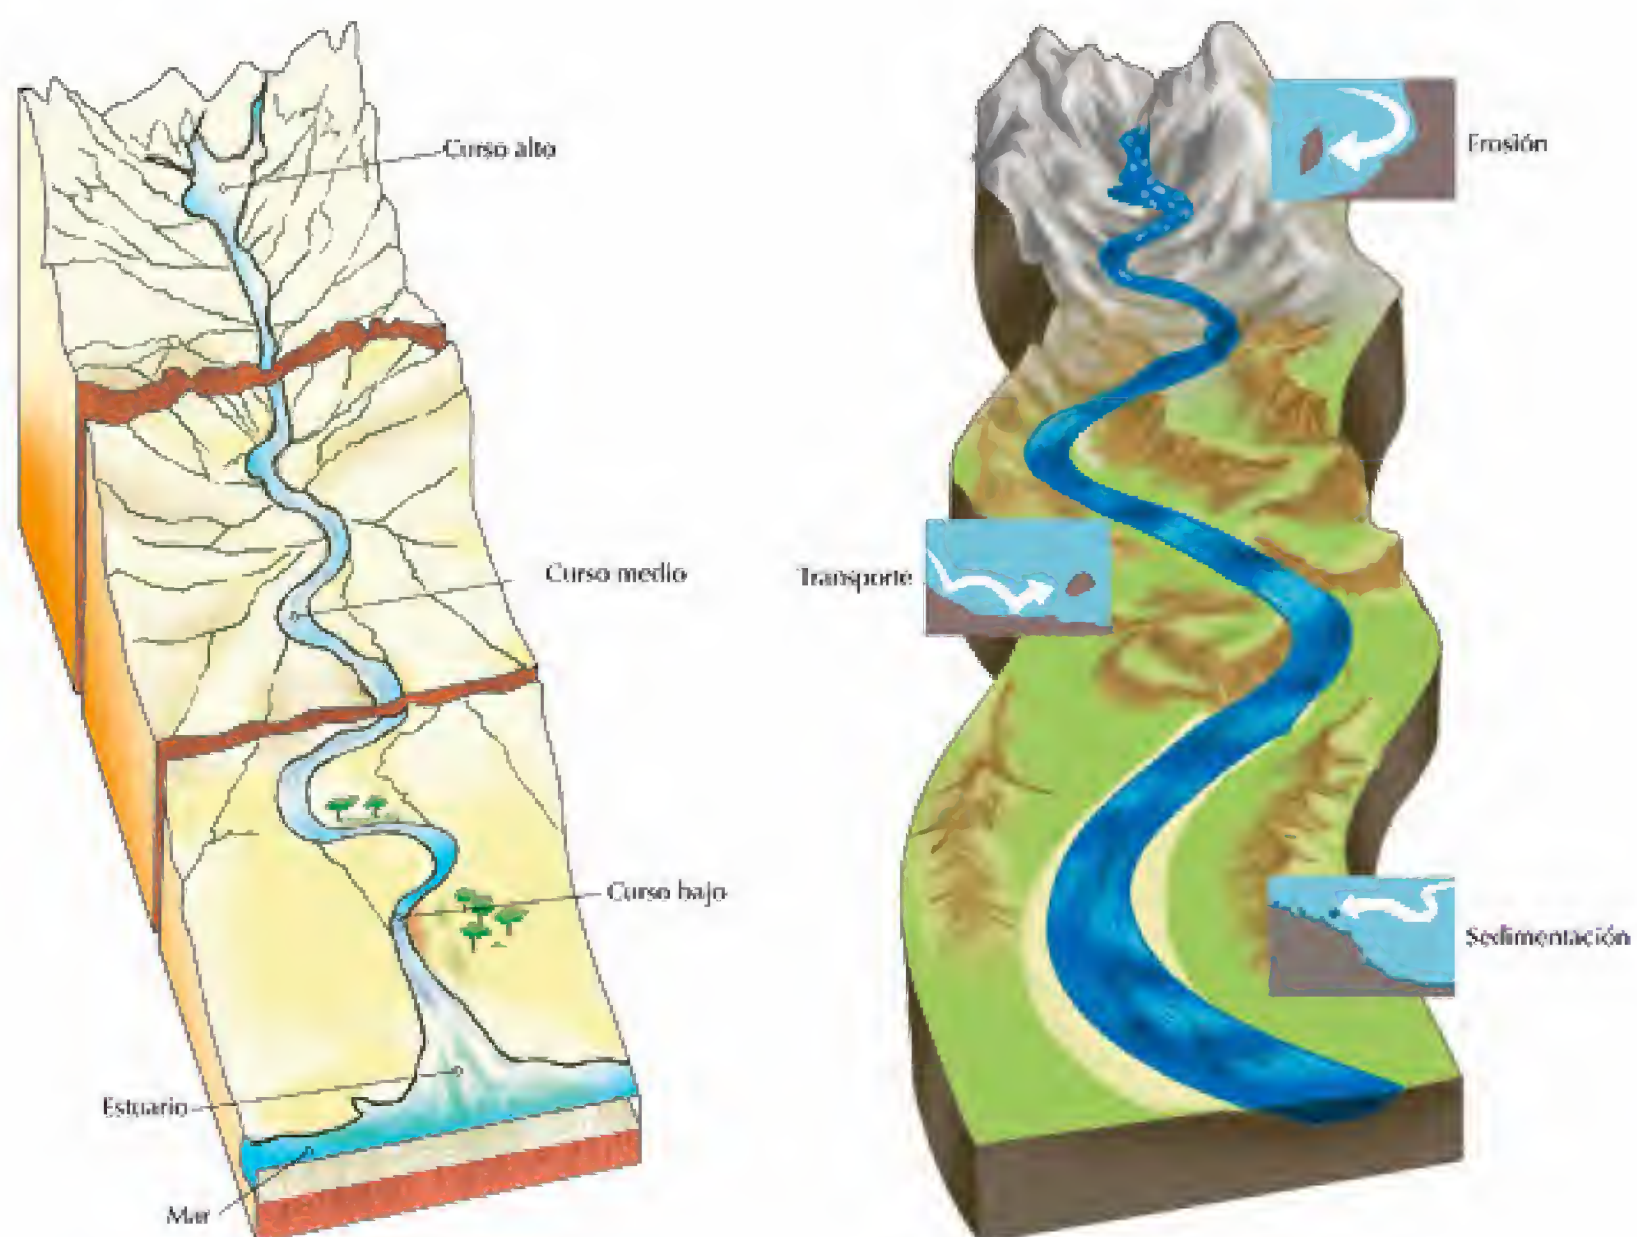 Curso alto
Curso medio
Curso bajo
Estuario
Mar
Erosión
Transporte
Sedimentación